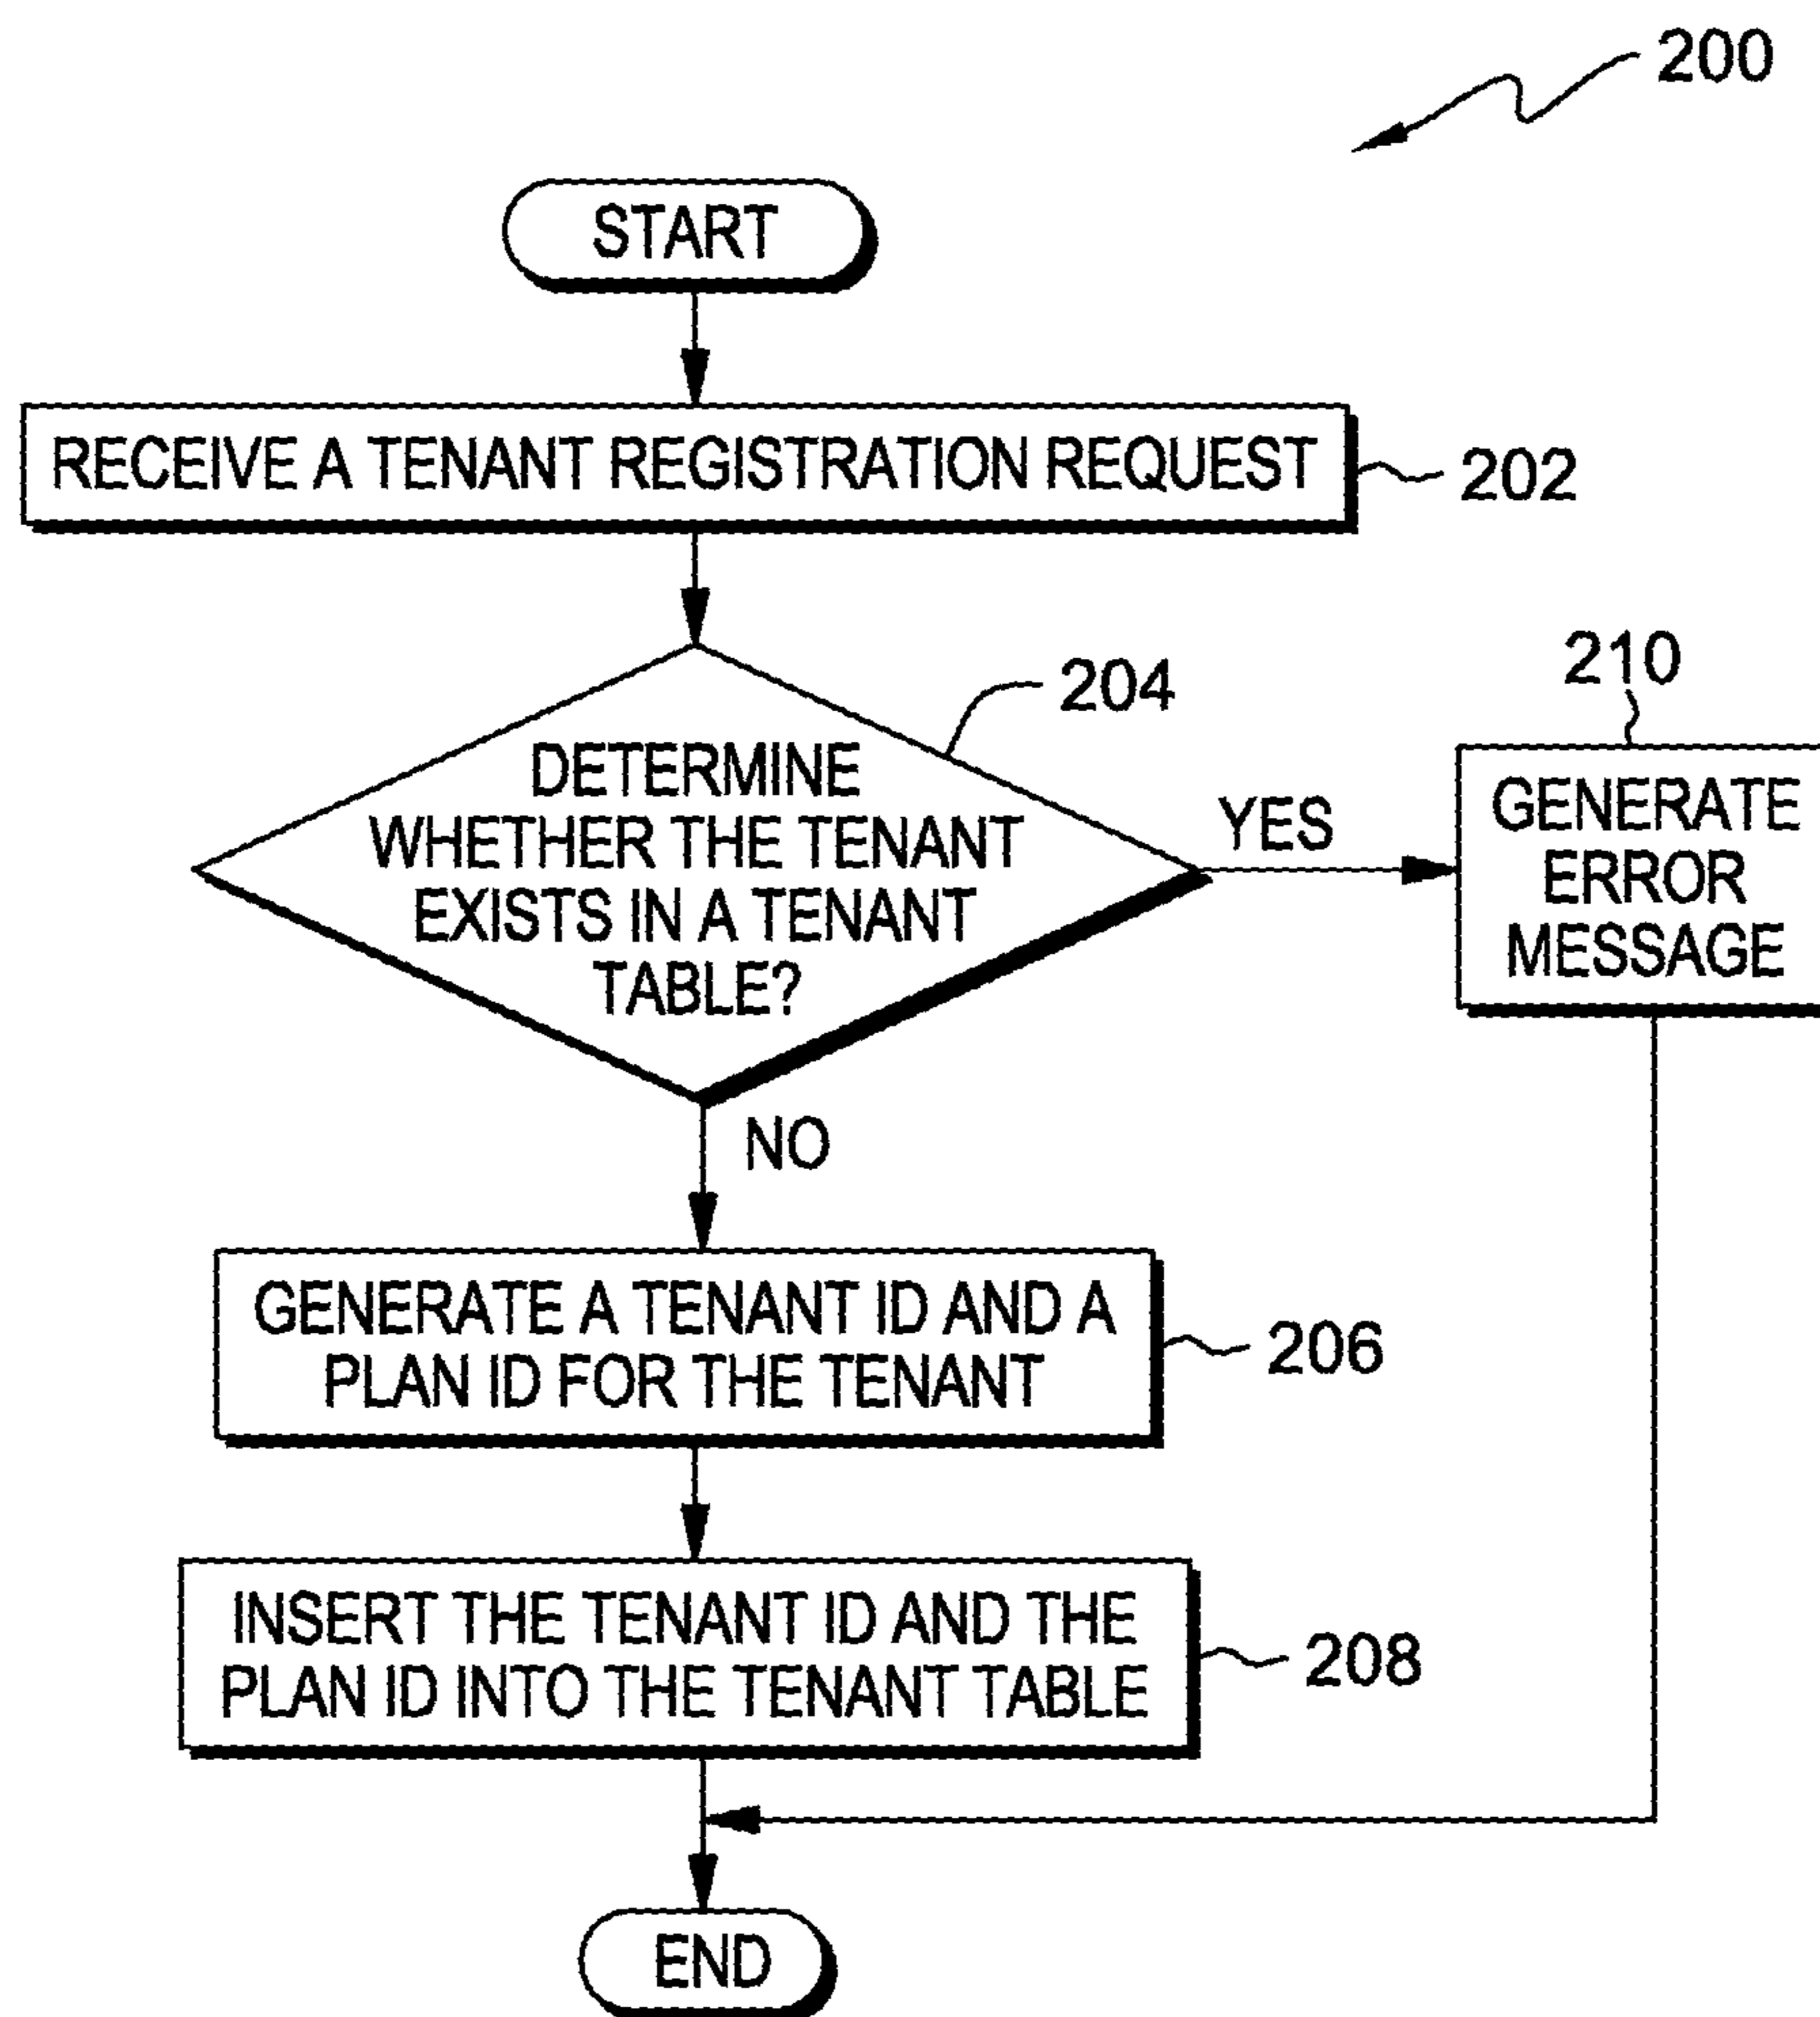 200
START
RECEIVE A TENANT REGISTRATION REQUEST
202
204
DETERMINE
WHETHER THE TENANT
EXISTS IN A TENANT
TABLE?
YES
210
GENERATE
ERROR
MESSAGE
NO
GENERATE A TENANT ID AND A
PLAN ID FOR THE TENANT
206
INSERT THE TENANT ID AND THE
PLAN ID INTO THE TENANT TABLE
208
END